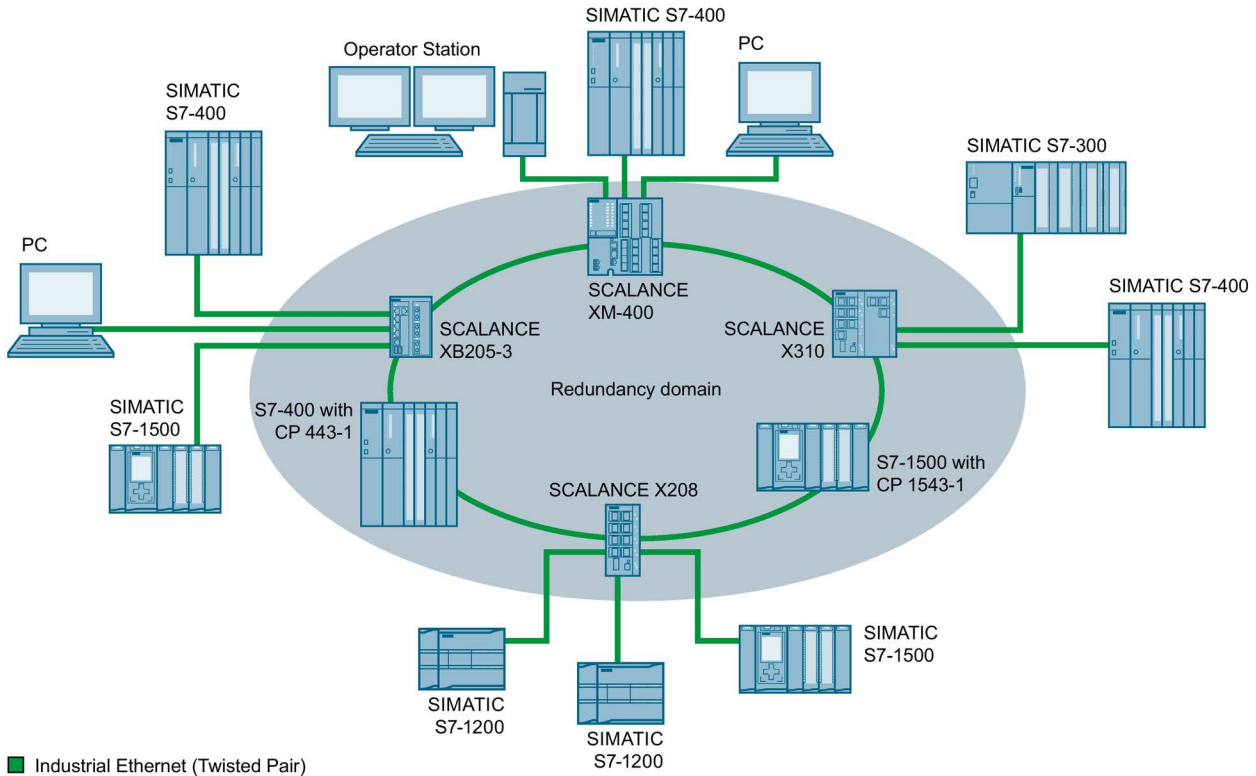 SIMATIC S7-400
Operator Station
PC
SIMATIC
S7-400
SIMATIC S7-300
PC
SIMATIC S7-400
SCALANCE
XM-400
SCALANCE
XB205-3
SCALANCE
X310
Redundancy domain
SIMATIC
S7-1500
S7-400 with
CP 443-1
S7-1500 with
CP 1543-1
SCALANCE X208
SIMATIC
S7-1500
SIMATIC
S7-1200
SIMATIC
S7-1200
Industrial Ethernet (Twisted Pair)